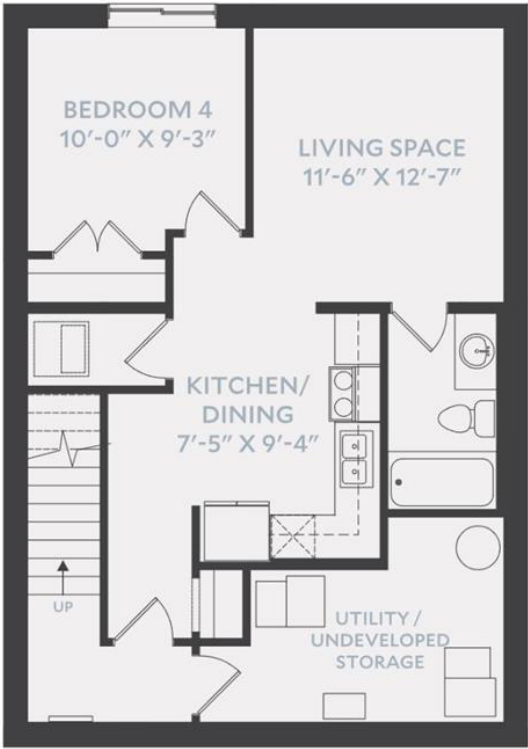 BEDROOM 4
10'-0" X 9'-3"
LIVING SPACE
11'-6" X 12'-7"
KITCHEN/
DINING
7'-5" X 9'-4"
UP
UTILITY /
UNDEVELOPED
STORAGE